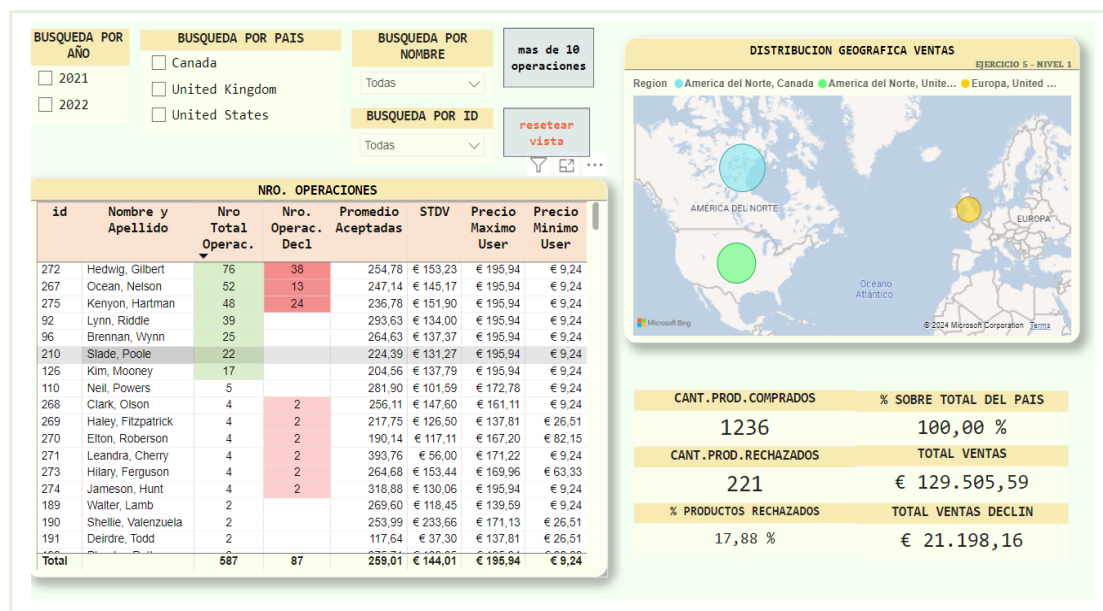 BUSQUEDA POR
AÑO
2021
2022
BUSQUEDA POR PAIS
Canada
United Kingdom
United States
BUSQUEDA POR
NOMBRE
Todas
BUSQUEDA POR ID
Todas
mas de 10
operaciones
resetear
vista
NRO. OPERACIONES
id Nombre y Apellido Nro Total Operac. Nro. Operac. Decl Promedio Aceptadas STDV Precio Maximo User Precio Minimo User
272 Hedwig, Gilbert 76 38 254,78 € 153,23 € 195,94 € 9,24
267 Ocean, Nelson 52 13 247,14 € 145,17 € 195,94 € 9,24
275 Kenyon, Hartman 48 24 236,78 € 151,90 € 195,94 € 9,24
92 Lynn, Riddle 39 293,63 € 134,00 € 195,94 € 9,24
96 Brennan, Wynn 25 264,63 € 137,37 € 195,94 € 9,24
210 Slade, Poole 22 224,39 € 131,27 € 195,94 € 9,24
126 Kim, Mooney 17 204,56 € 137,79 € 195,94 € 9,24
110 Neil, Powers 5 281,90 € 101,59 € 172,78 € 9,24
268 Clark, Olson 4 2 256,11 € 147,60 € 161,11 € 9,24
269 Haley, Fitzpatrick 4 2 217,75 € 126,50 € 137,81 € 26,51
270 Elton, Roberson 4 2 190,14 € 117,11 € 167,20 € 82,15
271 Leandra, Cherry 4 2 393,76 € 56,00 € 171,22 € 9,24
273 Hilary, Ferguson 4 2 264,68 € 153,44 € 169,96 € 63,33
274 Jameson, Hunt 4 2 318,88 € 130,06 € 195,94 € 9,24
189 Walter, Lamb 2 269,60 € 118,45 € 139,59 € 9,24
190 Shellie, Valenzuela 2 253,99 € 233,66 € 171,13 € 26,51
191 Deirdre, Todd 2 117,64 € 37,30 € 137,81 € 26,51
Total 587 87 259,01 € 144,01 € 195,94 € 9,24
DISTRIBUCION GEOGRAFICA VENTAS
EJERCICIO 5 - NIVEL 1
Region America del Norte, Canada America del Norte, Unite... Europa, United ...
AMÉRICA DEL NORTE
EUROPA
Océano
Atlántico
Microsoft Bing
© 2024 Microsoft Corporation Terms
CANT.PROD.COMPRADOS
1236
% SOBRE TOTAL DEL PAIS
100,00 %
CANT.PROD.RECHAZADOS
221
TOTAL VENTAS
€ 129.505,59
% PRODUCTOS RECHAZADOS
17,88 %
TOTAL VENTAS DECLIN
€ 21.198,16